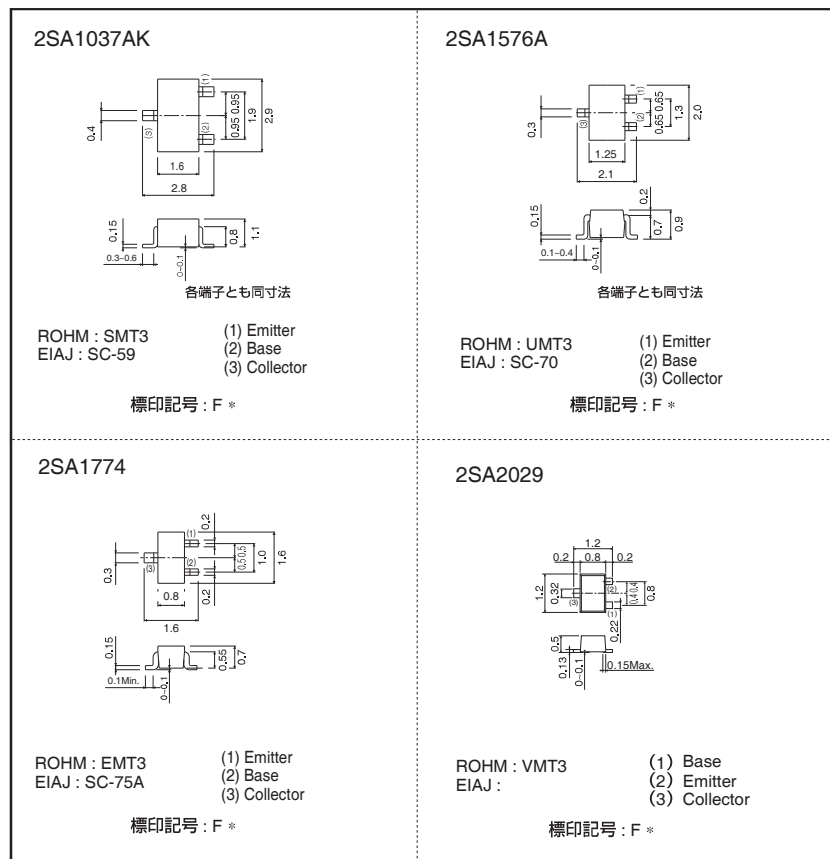 2SA1037AK
(1)
0.4
(3)
(2)
0.95 0.95
1.9
2.9
1.6
2.8
0.15
0.3~0.6
0~0.1
0.8
1.1
各端子とも同寸法
ROHM : SMT3
EIAJ : SC-59
(1) Emitter
(2) Base
(3) Collector
標印記号 : F *
2SA1576A
(1)
0.3
(3)
(2)
0.65 0.65
1.3
2.0
1.25
2.1
0.2
0.15
0.1~0.4
0~0.1
0.7
0.9
各端子とも同寸法
ROHM : UMT3
EIAJ : SC-70
(1) Emitter
(2) Base
(3) Collector
標印記号 : F *
2SA1774
0.2
(1)
0.3
(3)
(2)
0.5 0.5
1.0
1.6
0.8
0.2
1.6
0.15
0.1Min.
0~0.1
0.55
0.7
ROHM : EMT3
EIAJ : SC-75A
(1) Emitter
(2) Base
(3) Collector
標印記号 : F *
2SA2029
1.2
0.2 0.8 0.2
1.2
0.32
(3)
(2)
(1)
0.4 0.4
0.8
0.22
0.5
0.13
0~0.1
0.15Max.
ROHM : VMT3
EIAJ :
(1) Base
(2) Emitter
(3) Collector
標印記号 : F *